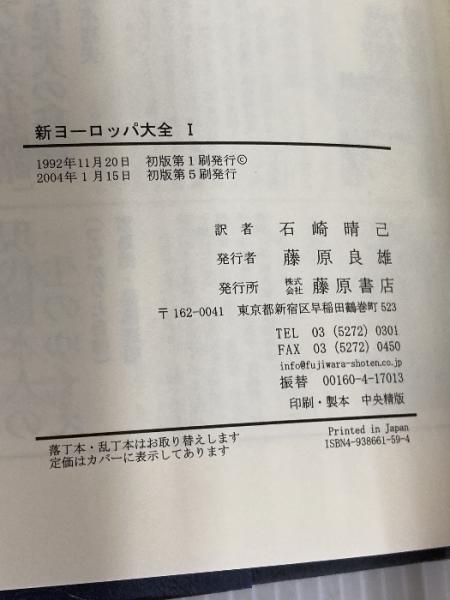 新ヨーロッパ大全 I
1992年11月20日 初版第1刷発行©
2004年1月15日 初版第5刷発行
訳者 石崎晴己
発行者 藤原良雄
発行所 株式会社 藤原書店
〒162-0041 東京都新宿区早稲田鶴巻町523
TEL 03 (5272) 0301
FAX 03 (5272) 0450
info@fujiwara-shoten.co.jp
振替 00160-4-17013
印刷・製本 中央精版
落丁本・乱丁本はお取り替えします
定価はカバーに表示してあります
Printed in Japan
ISBN4-938661-59-4